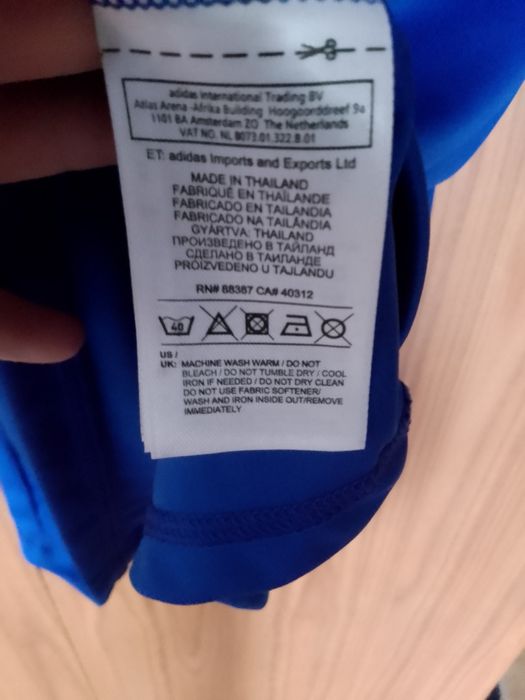 adidas International Trading BV
Atlas Arena -Afrika Building Hoogoorddreef 9a
1101 BA Amsterdam ZO The Netherlands
VAT NO. NL 8073.01.322.B.01
ET: adidas Imports and Exports Ltd
MADE IN THAILAND
FABRIQUÉ EN THAÏLANDE
FABRICADO EN TAILANDIA
FABRICADO NA TAILÂNDIA
GYÁRTVA: THAILAND
ПРОИЗВЕДЕНО В ТАЙЛАНД
СДЕЛАНО В ТАИЛАНДЕ
PROIZVEDENO U TAJLANDU
RN# 88387 CA# 40312
40
US /
UK: MACHINE WASH WARM / DO NOT
BLEACH / DO NOT TUMBLE DRY / COOL
IRON IF NEEDED / DO NOT DRY CLEAN
DO NOT USE FABRIC SOFTENER/
WASH AND IRON INSIDE OUT/REMOVE
IMMEDIATELY